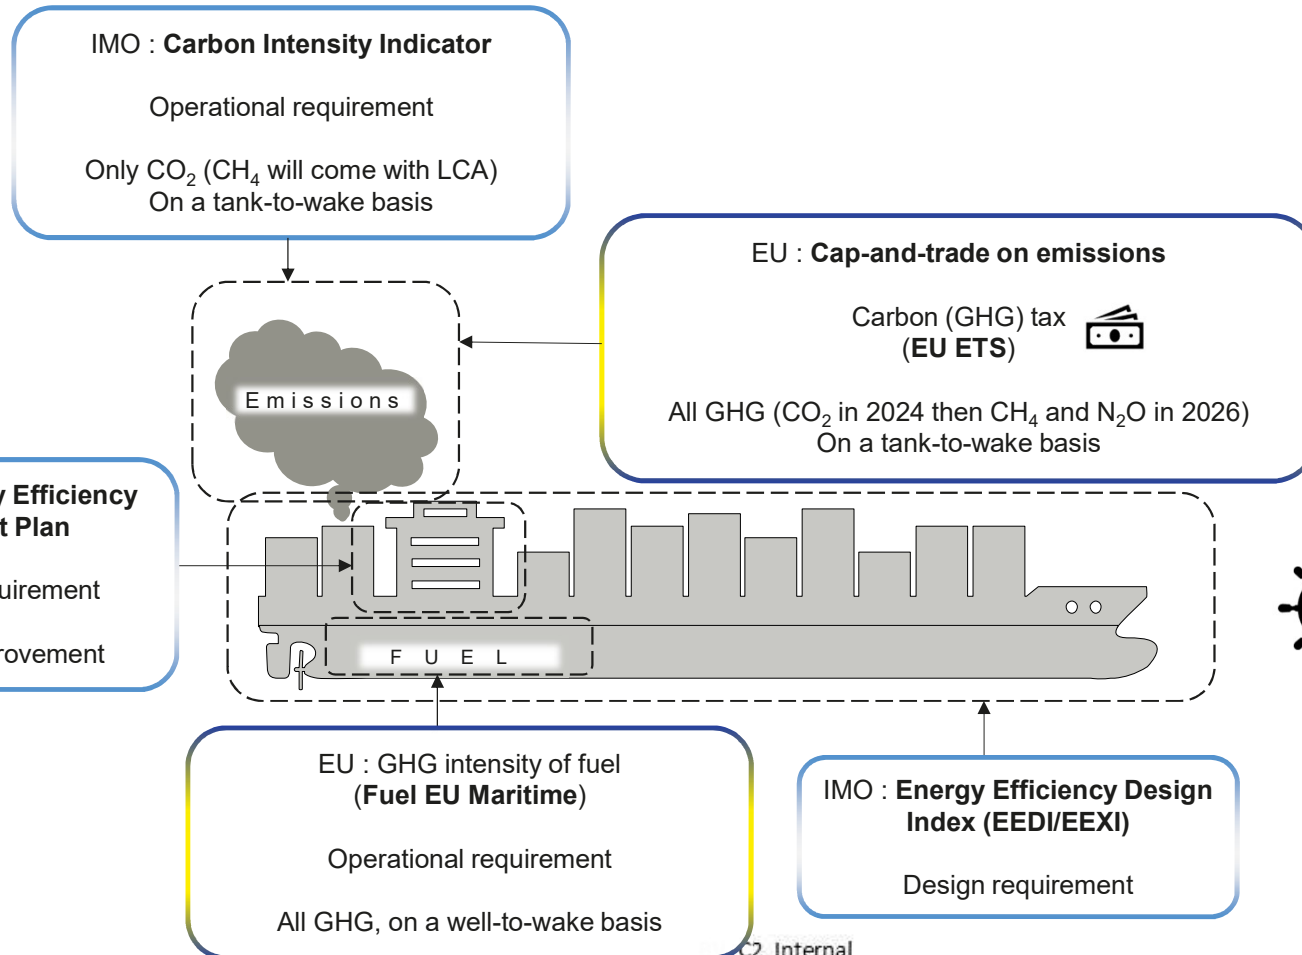 IMO : Carbon Intensity Indicator
Operational requirement
Only CO₂ (CH₄ will come with LCA)
On a tank-to-wake basis
EU : Cap-and-trade on emissions
Carbon (GHG) tax
(EU ETS)
All GHG (CO₂ in 2024 then CH₄ and N₂O in 2026)
On a tank-to-wake basis
Emissions
y Efficiency
t Plan
uirement
rovement
FUEL
EU : GHG intensity of fuel
(Fuel EU Maritime)
Operational requirement
All GHG, on a well-to-wake basis
IMO : Energy Efficiency Design
Index (EEDI/EEXI)
Design requirement
C2 Internal